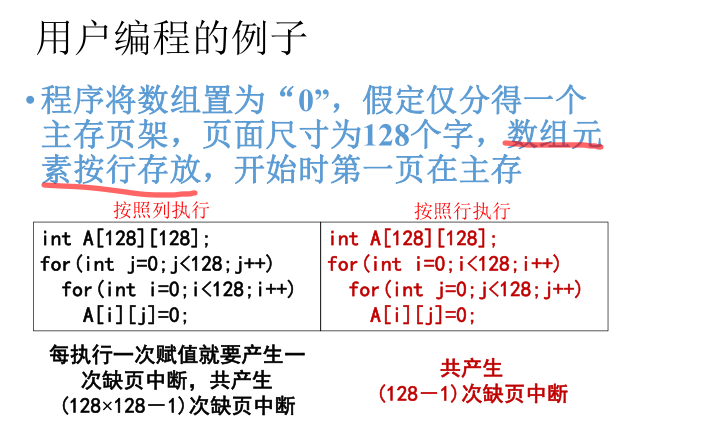 用户编程的例子
•程序将数组置为“0”，假定仅分得一个
主存页架，页面尺寸为128个字，数组元
素按行存放，开始时第一页在主存
按照列执行
int A[128][128];
for(int j=0;j<128;j++)
for(int i=0;i<128;i++)
A[i][j]=0;
按照行执行
int A[128][128];
for(int i=0;i<128;i++)
for(int j=0;j<128;j++)
A[i][j]=0;
每执行一次赋值就要产生一
次缺页中断，共产生
(128×128－1)次缺页中断
共产生
(128－1)次缺页中断